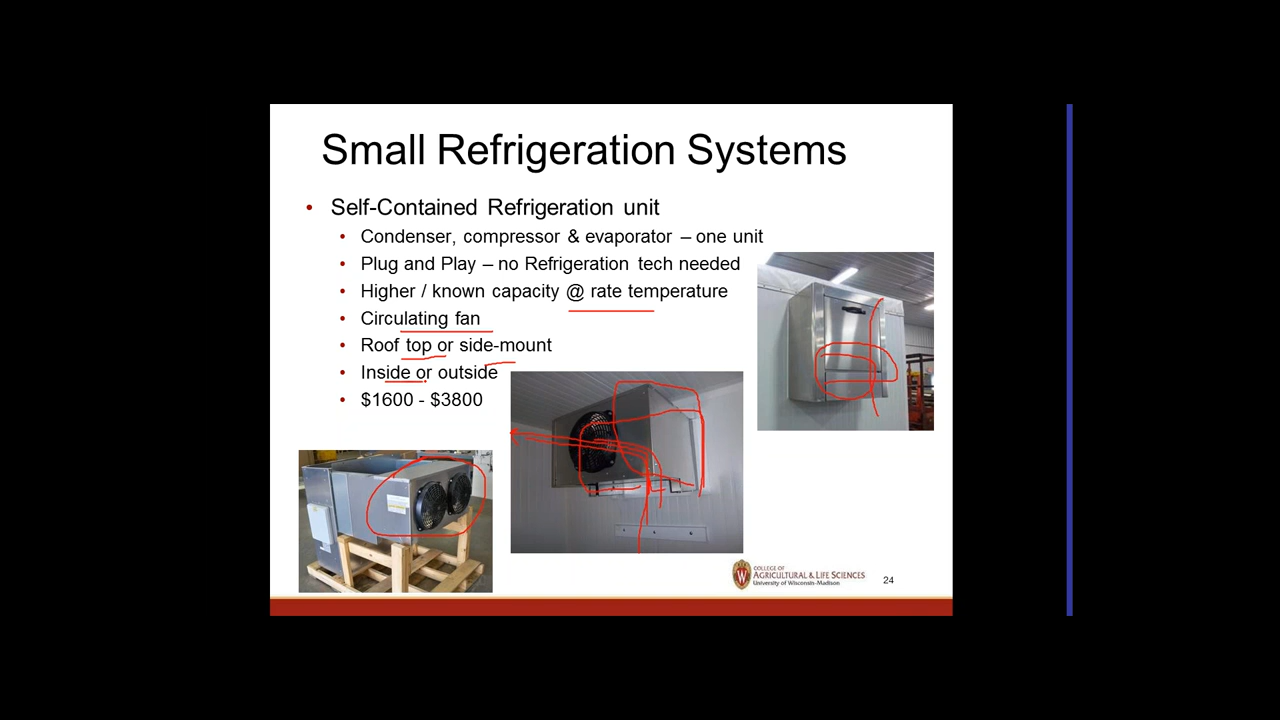 Small Refrigeration Systems
• Self-Contained Refrigeration unit
• Condenser, compressor & evaporator – one unit
• Plug and Play – no Refrigeration tech needed
• Higher / known capacity @ rate temperature
• Circulating fan
• Roof top or side-mount
• Inside or outside
• $1600 - $3800
COLLEGE OF
AGRICULTURAL & LIFE SCIENCES
University of Wisconsin-Madison
24